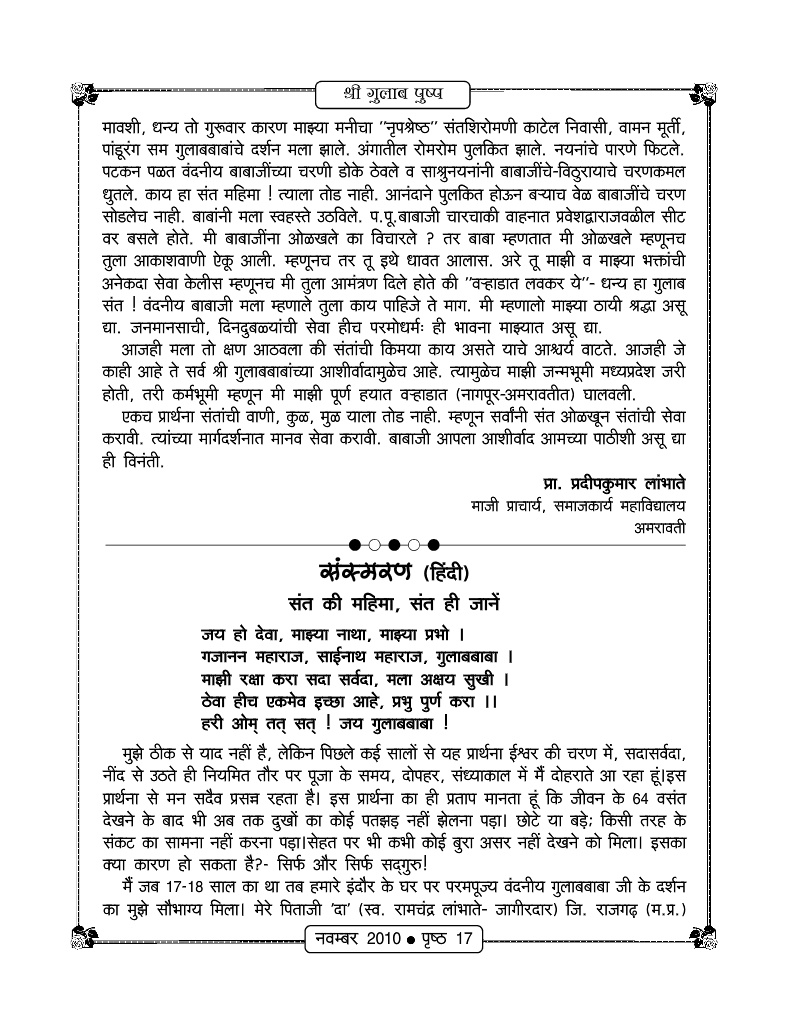 श्री गुलाब पुष्प
मावशी, धन्य तो गुरूवार कारण माझ्या मनीचा ''नृपश्रेष्ठ'' संतशिरोमणी काटेल निवासी, वामन मूर्ती,
पांडूरंग सम गुलाबबाबांचे दर्शन मला झाले. अंगातील रोमरोम पुलकित झाले. नयनांचे पारणे फिटले.
पटकन पळत वंदनीय बाबाजींच्या चरणी डोके ठेवले व साश्रुनयनांनी बाबाजींचे-विठुरायाचे चरणकमल
धुतले. काय हा संत महिमा ! त्याला तोड नाही. आनंदाने पुलकित होऊन बऱ्याच वेळ बाबाजींचे चरण
सोडलेच नाही. बाबांनी मला स्वहस्ते उठविले. प.पू.बाबाजी चारचाकी वाहनात प्रवेशद्वाराजवळील सीट
वर बसले होते. मी बाबाजींना ओळखले का विचारले ? तर बाबा म्हणतात मी ओळखले म्हणूनच
तुला आकाशवाणी ऐकू आली. म्हणूनच तर तू इथे धावत आलास. अरे तू माझी व माझ्या भक्तांची
अनेकदा सेवा केलीस म्हणूनच मी तुला आमंत्रण दिले होते की ''वऱ्हाडात लवकर ये''- धन्य हा गुलाब
संत ! वंदनीय बाबाजी मला म्हणाले तुला काय पाहिजे ते माग. मी म्हणालो माझ्या ठायी श्रद्धा असू
द्या. जनमानसाची, दिनदुबळ्यांची सेवा हीच परमोधर्मः ही भावना माझ्यात असू द्या.
आजही मला तो क्षण आठवला की संतांची किमया काय असते याचे आश्चर्य वाटते. आजही जे
काही आहे ते सर्व श्री गुलाबबाबांच्या आशीर्वादामुळेच आहे. त्यामुळेच माझी जन्मभूमी मध्यप्रदेश जरी
होती, तरी कर्मभूमी म्हणून मी माझी पूर्ण हयात वऱ्हाडात (नागपूर-अमरावतीत) घालवली.
एकच प्रार्थना संतांची वाणी, कुळ, मुळ याला तोड नाही. म्हणून सर्वांनी संत ओळखून संतांची सेवा
करावी. त्यांच्या मार्गदर्शनात मानव सेवा करावी. बाबाजी आपला आशीर्वाद आमच्या पाठीशी असू द्या
ही विनंती.
प्रा. प्रदीपकुमार लांभाते
माजी प्राचार्य, समाजकार्य महाविद्यालय
अमरावती
संस्मरण (हिंदी)
संत की महिमा, संत ही जानें
जय हो देवा, माझ्या नाथा, माझ्या प्रभो ।
गजानन महाराज, साईनाथ महाराज, गुलाबबाबा ।
माझी रक्षा करा सदा सर्वदा, मला अक्षय सुखी ।
ठेवा हीच एकमेव इच्छा आहे, प्रभु पुर्ण करा ।।
हरी ओम् तत् सत् ! जय गुलाबबाबा !
मुझे ठीक से याद नहीं है, लेकिन पिछले कई सालों से यह प्रार्थना ईश्वर की चरण में, सदासर्वदा,
नींद से उठते ही नियमित तौर पर पूजा के समय, दोपहर, संध्याकाल में मैं दोहराते आ रहा हूं।इस
प्रार्थना से मन सदैव प्रसन्न रहता है। इस प्रार्थना का ही प्रताप मानता हूं कि जीवन के 64 वसंत
देखने के बाद भी अब तक दुखों का कोई पतझड़ नहीं झेलना पड़ा। छोटे या बड़े; किसी तरह के
संकट का सामना नहीं करना पड़ा।सेहत पर भी कभी कोई बुरा असर नहीं देखने को मिला। इसका
क्या कारण हो सकता है?- सिर्फ और सिर्फ सद्‌गुरु!
मैं जब 17-18 साल का था तब हमारे इंदौर के घर पर परमपूज्य वंदनीय गुलाबबाबा जी के दर्शन
का मुझे सौभाग्य मिला। मेरे पिताजी 'दा' (स्व. रामचंद्र लांभाते- जागीरदार) जि. राजगढ़ (म.प्र.)
नवम्बर 2010 ● पृष्ठ 17